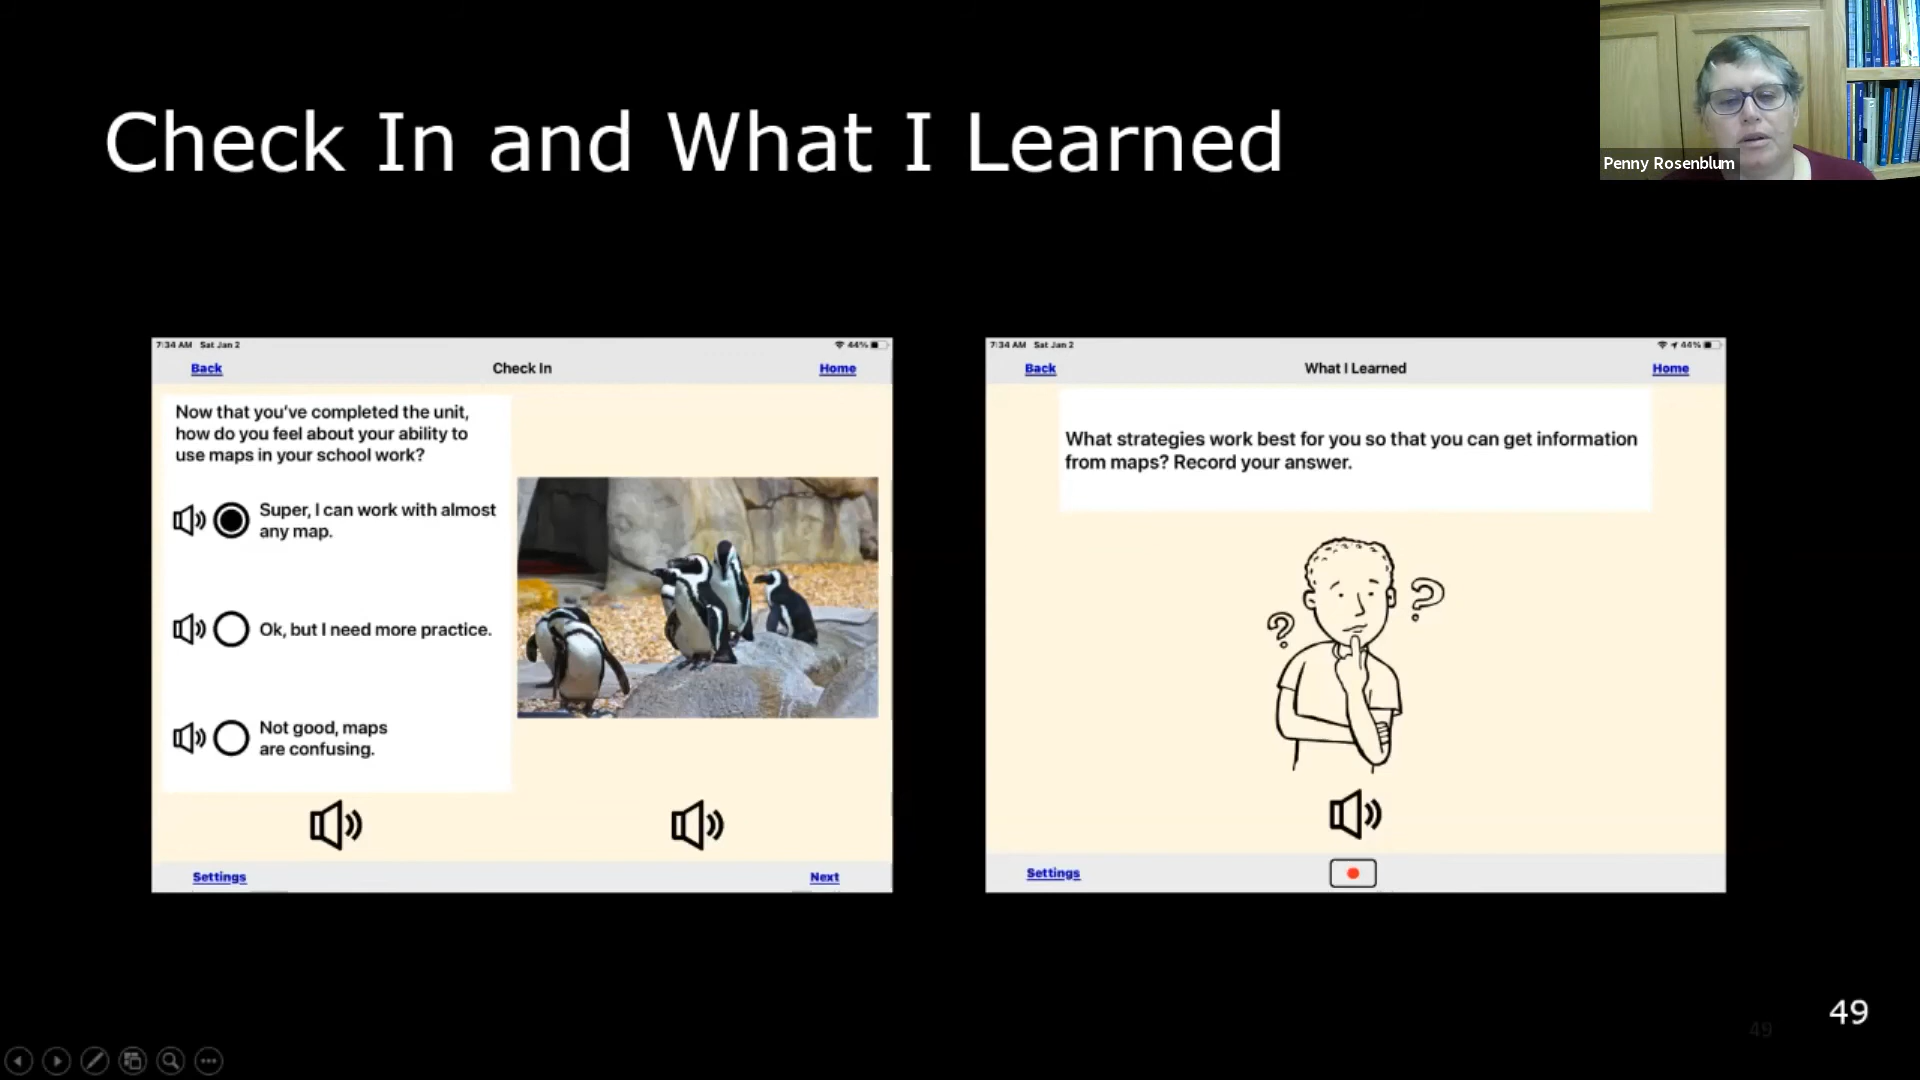 Check In and What I Learned
Penny Rosenblum
7:34 AM Sat Jan 2
44%
Back
Check In
Home
Now that you've completed the unit,
how do you feel about your ability to
use maps in your school work?
Super, I can work with almost
any map.
Ok, but I need more practice.
Not good, maps
are confusing.
Settings
Next
7:34 AM Sat Jan 2
44%
Back
What I Learned
Home
What strategies work best for you so that you can get information
from maps? Record your answer.
? ?
Settings
49
49